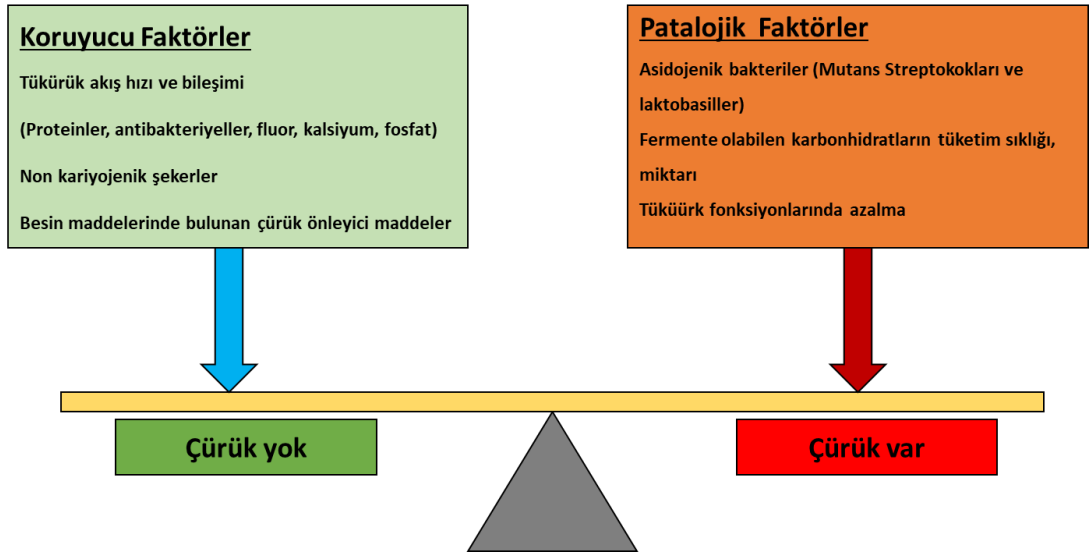 Koruyucu Faktörler
Tükürük akış hızı ve bileşimi
(Proteinler, antibakteriyeller, fluor, kalsiyum, fosfat)
Non kariyojenik şekerler
Besin maddelerinde bulunan çürük önleyici maddeler
Patalojik Faktörler
Asidojenik bakteriler (Mutans Streptokokları ve
laktobasiller)
Fermente olabilen karbonhidratların tüketim sıklığı,
miktarı
Tüküürk fonksiyonlarında azalma
Çürük yok
Çürük var